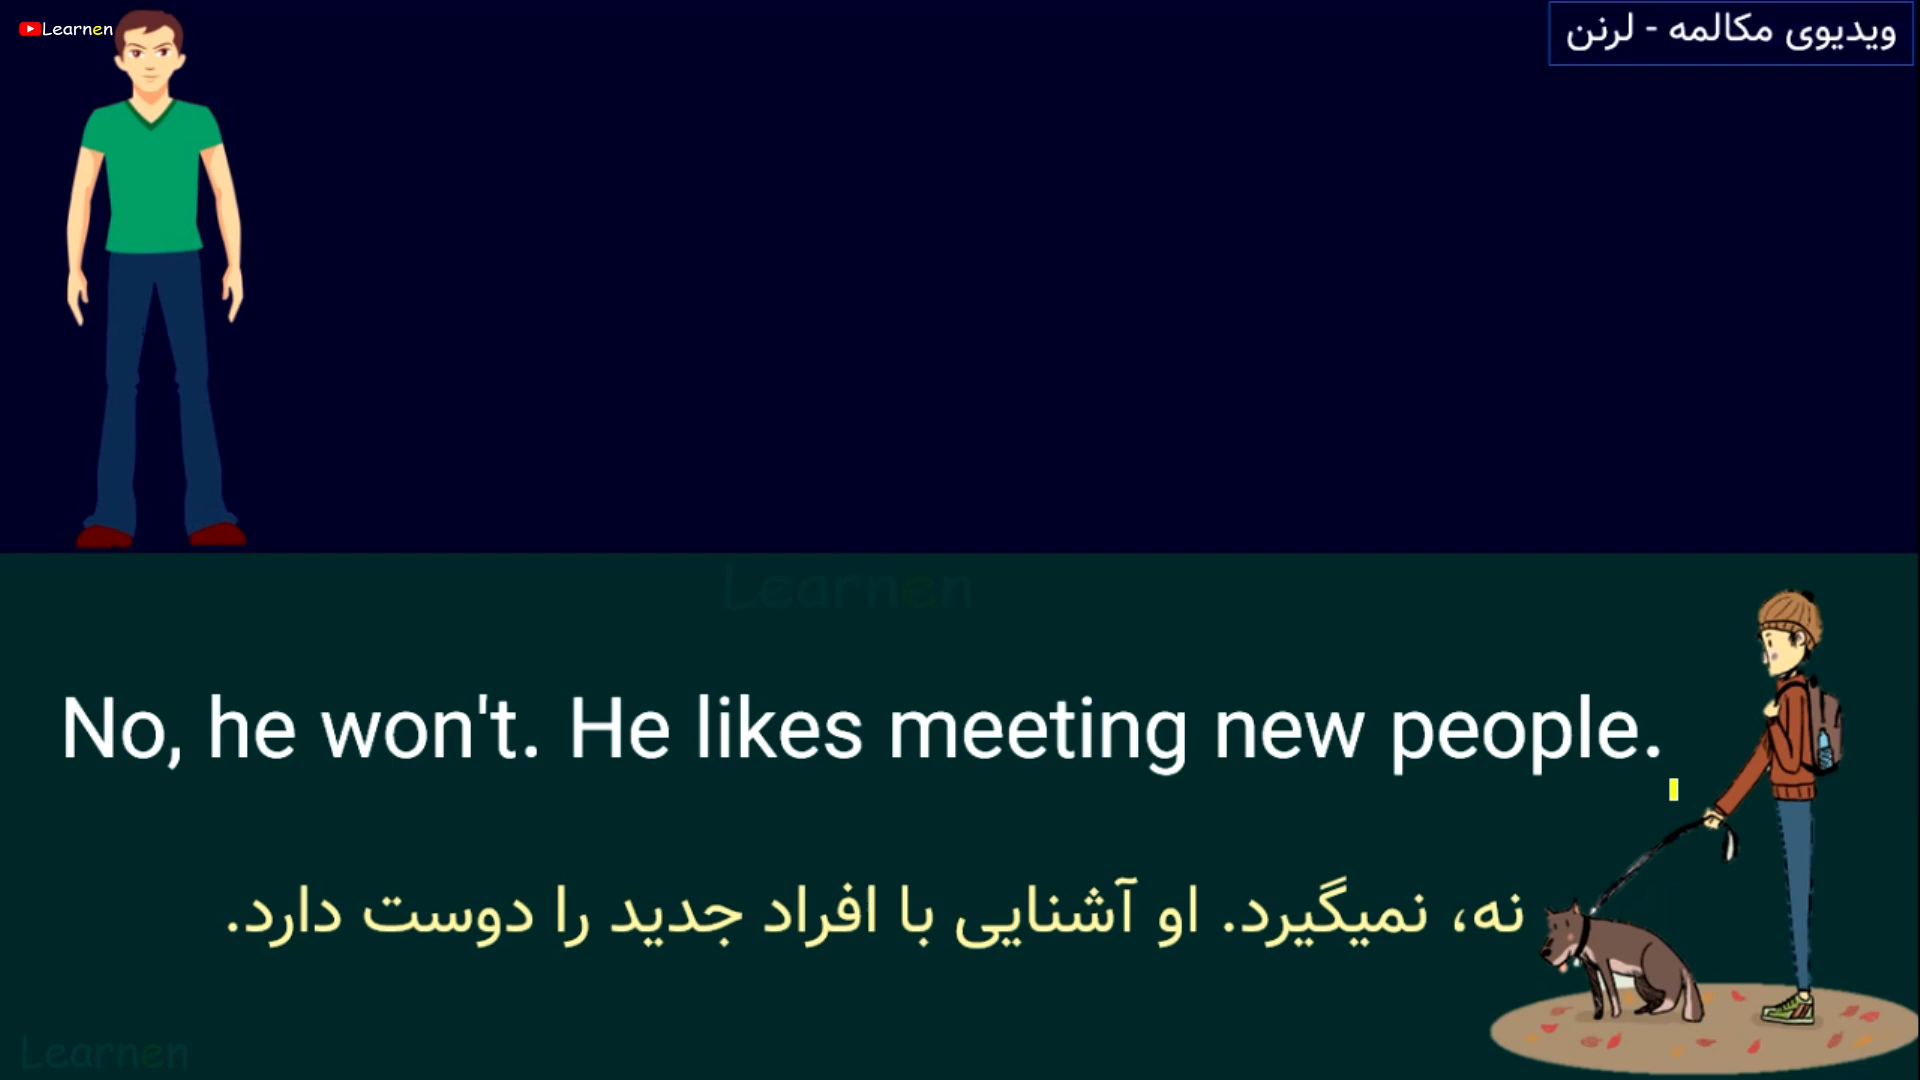 Learnen
ویدیوی مکالمه - لرنن
Learnen
No, he won't. He likes meeting new people.
نه، نمیگیرد. او آشنایی با افراد جدید را دوست دارد.
Learnen